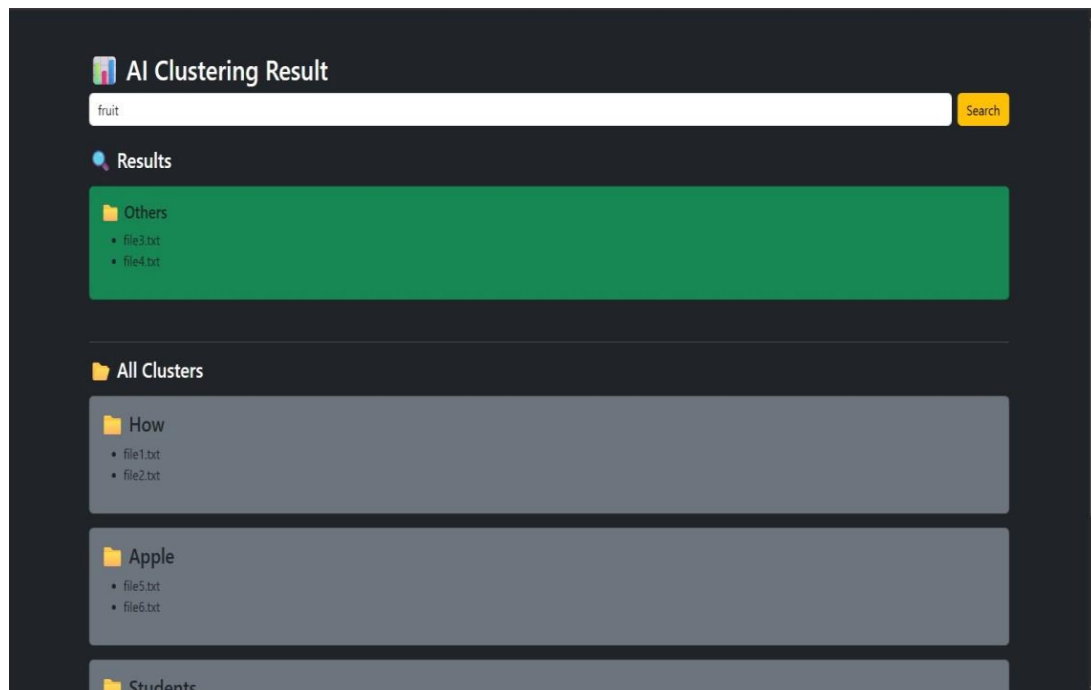 AI Clustering Result
fruit
Search
Results
Others
file3.txt
file4.txt
All Clusters
How
file1.txt
file2.txt
Apple
file5.txt
file6.txt
Students